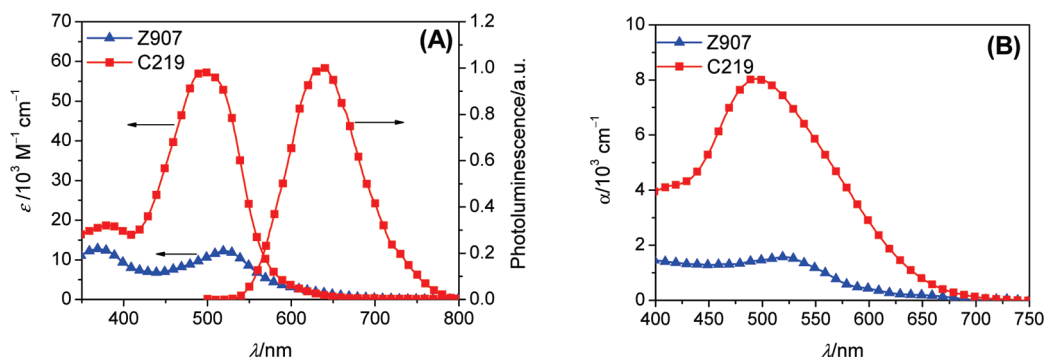 70
60
50
40
30
20
10
0
ε/10³ M⁻¹ cm⁻¹
Z907
C219
(A)
1.2
1.0
0.8
0.6
0.4
0.2
0.0
Photoluminescence/a.u.
400 500 600 700 800
λ/nm
10
8
6
4
2
0
α/10³ cm⁻¹
Z907
C219
(B)
400 450 500 550 600 650 700 750
λ/nm